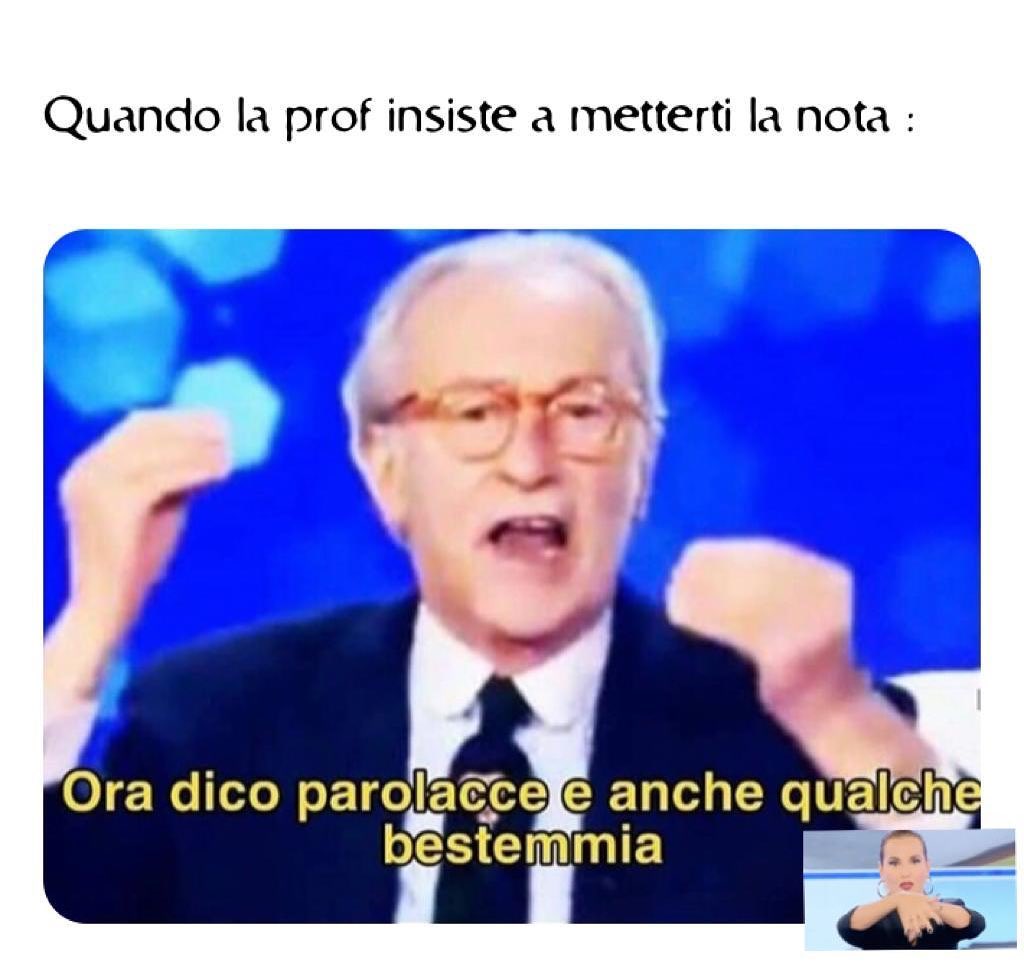 Quando la prof insiste a metterti la nota :
Ora dico parolacce e anche qualche
bestemmia